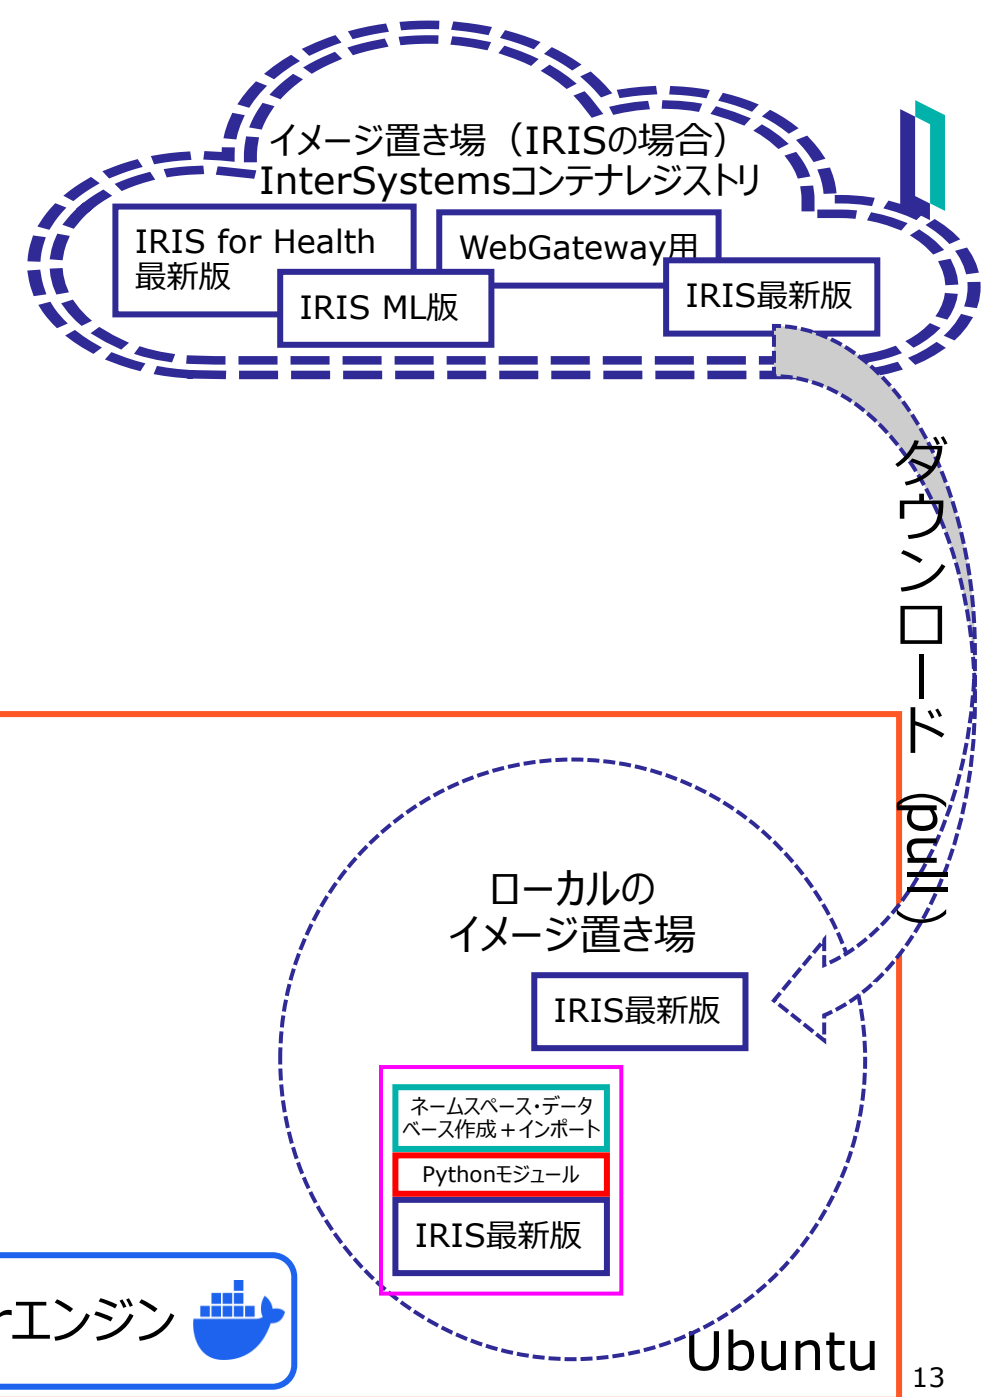 イメージ置き場（IRISの場合）
InterSystemsコンテナレジストリ
IRIS for Health
最新版
WebGateway用
IRIS ML版
IRIS最新版
ダウンロード (pull)
ローカルの
イメージ置き場
IRIS最新版
ネームスペース・データ
ベース作成＋インポート
Pythonモジュール
IRIS最新版
rエンジン
Ubuntu
13